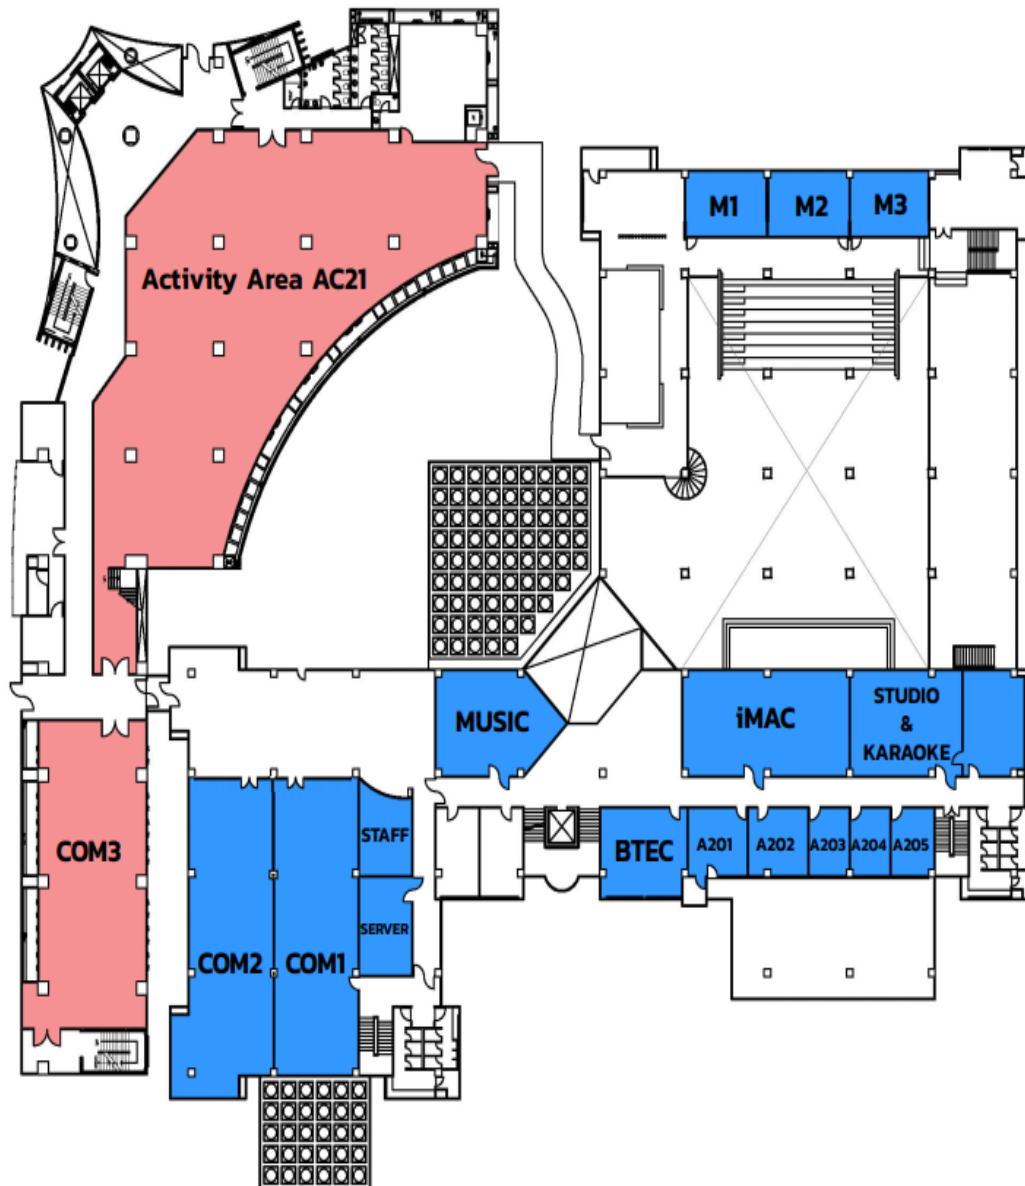 M1
M2
M3
Activity Area AC21
MUSIC
iMAC
STUDIO
&
KARAOKE
STAFF
BTEC
A201
A202
A203
A204
A205
COM3
SERVER
COM2
COM1